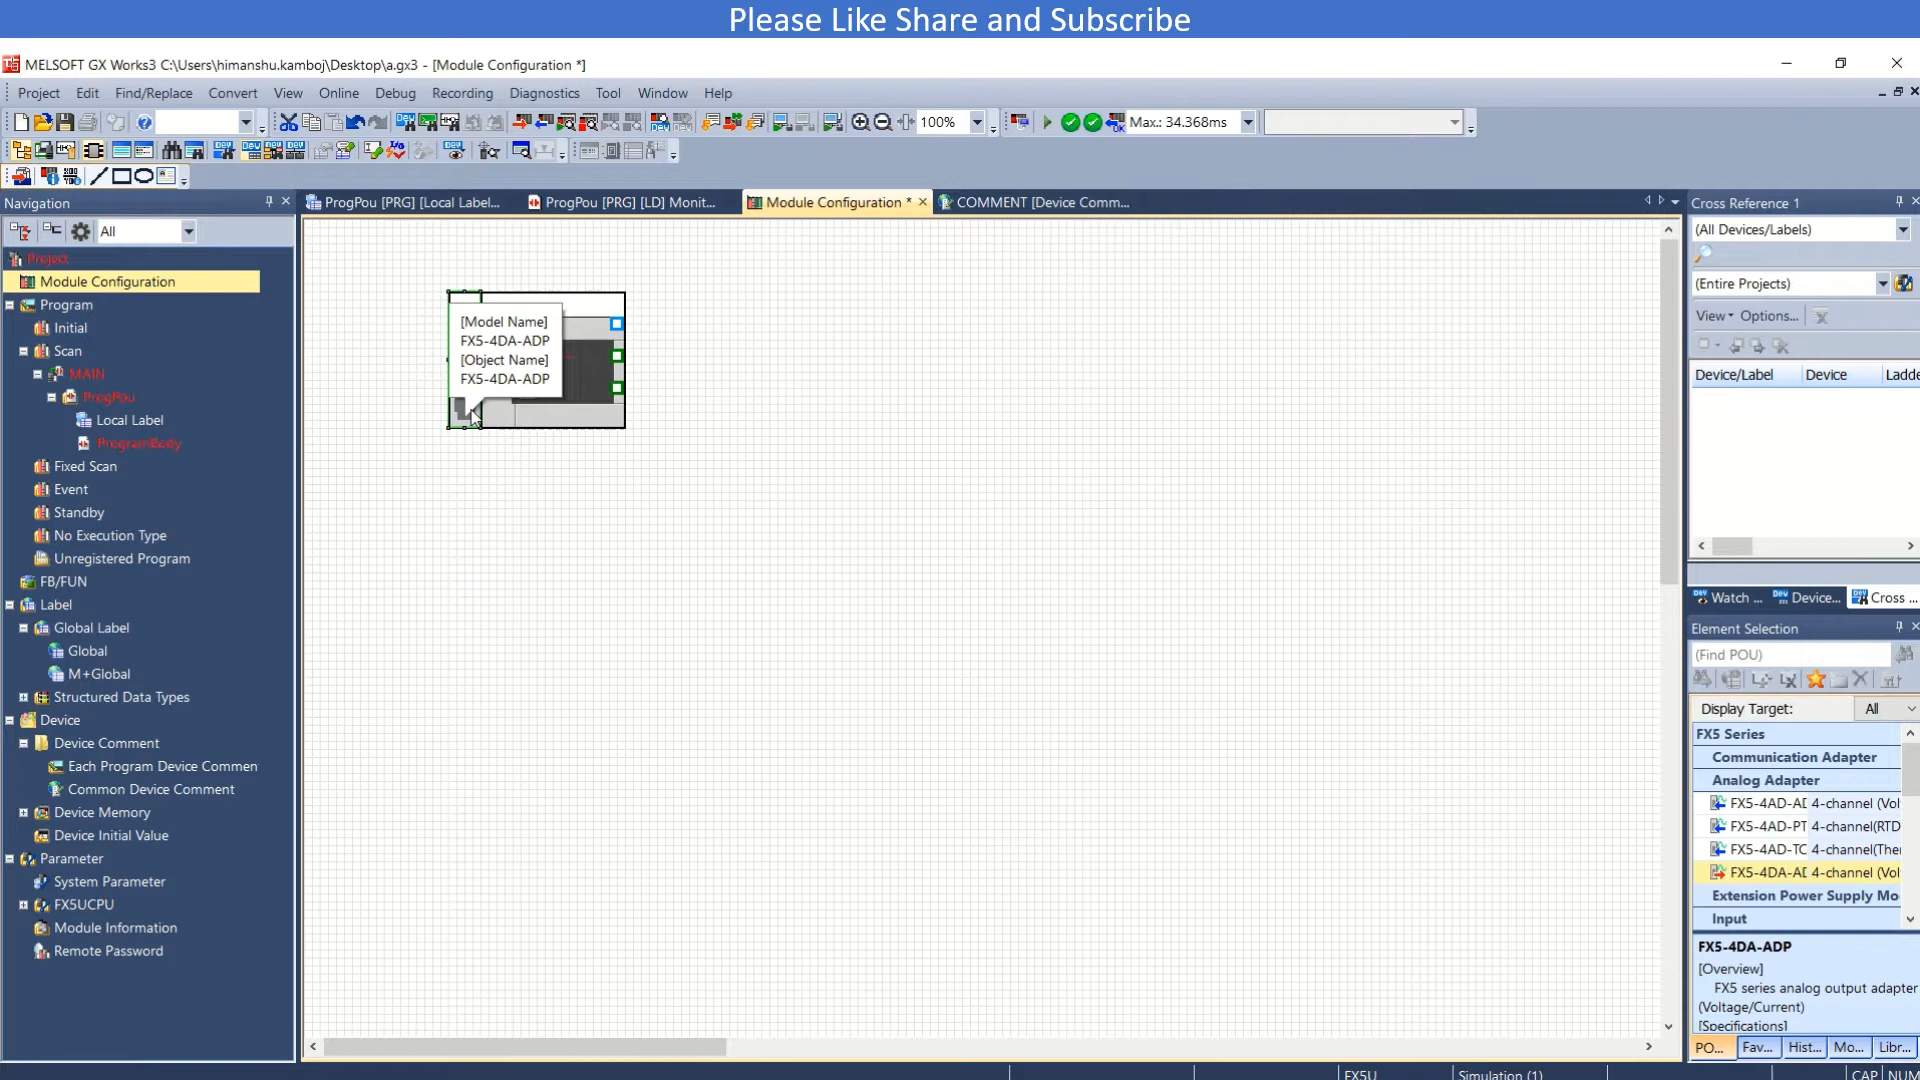 Please Like Share and Subscribe
MELSOFT GX Works3 C:\Users\himanshu.kamboj\Desktop\a.gx3 - [Module Configuration *]
Project Edit Find/Replace Convert View Online Debug Recording Diagnostics Tool Window Help
100% Max.: 34.368ms
Navigation
All
Project
Module Configuration
Program
Initial
Scan
MAIN
ProgPou
Local Label
ProgramBody
Fixed Scan
Event
Standby
No Execution Type
Unregistered Program
FB/FUN
Label
Global Label
Global
M+Global
Structured Data Types
Device
Device Comment
Each Program Device Commen
Common Device Comment
Device Memory
Device Initial Value
Parameter
System Parameter
FX5UCPU
Module Information
Remote Password
ProgPou [PRG] [Local Label... ProgPou [PRG] [LD] Monit... Module Configuration * COMMENT [Device Comm...
[Model Name]
FX5-4DA-ADP
[Object Name]
FX5-4DA-ADP
Cross Reference 1
(All Devices/Labels)
(Entire Projects)
View Options...
Device/Label Device Ladde
Watch ... Device... Cross ...
Element Selection
(Find POU)
Display Target: All
FX5 Series
Communication Adapter
Analog Adapter
FX5-4AD-AD 4-channel (Vol
FX5-4AD-PT 4-channel(RTD
FX5-4AD-TC 4-channel(The
FX5-4DA-AD 4-channel (Vol
Extension Power Supply Mo
Input
FX5-4DA-ADP
[Overview]
FX5 series analog output adapter
(Voltage/Current)
[Specifications]
PO... Fav... Hist... Mo... Libr...
FX5U Simulation (1) CAP NUM